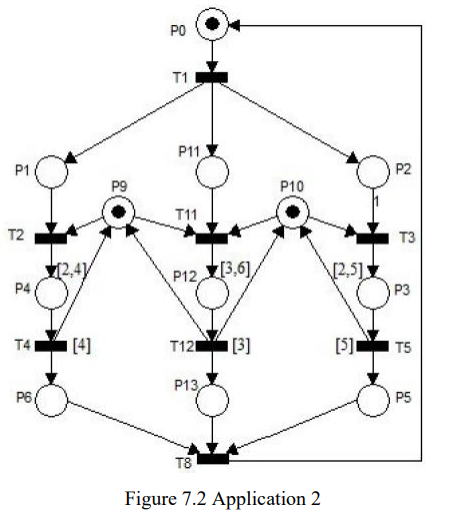 P0
T1
P1
P11
P2
P9
P10
1
T2
T11
T3
P4
[2,4]
P12
[3,6]
[2,5]
P3
T4
[4]
T12
[3]
[5]
T5
P6
P13
P5
T8
Figure 7.2 Application 2